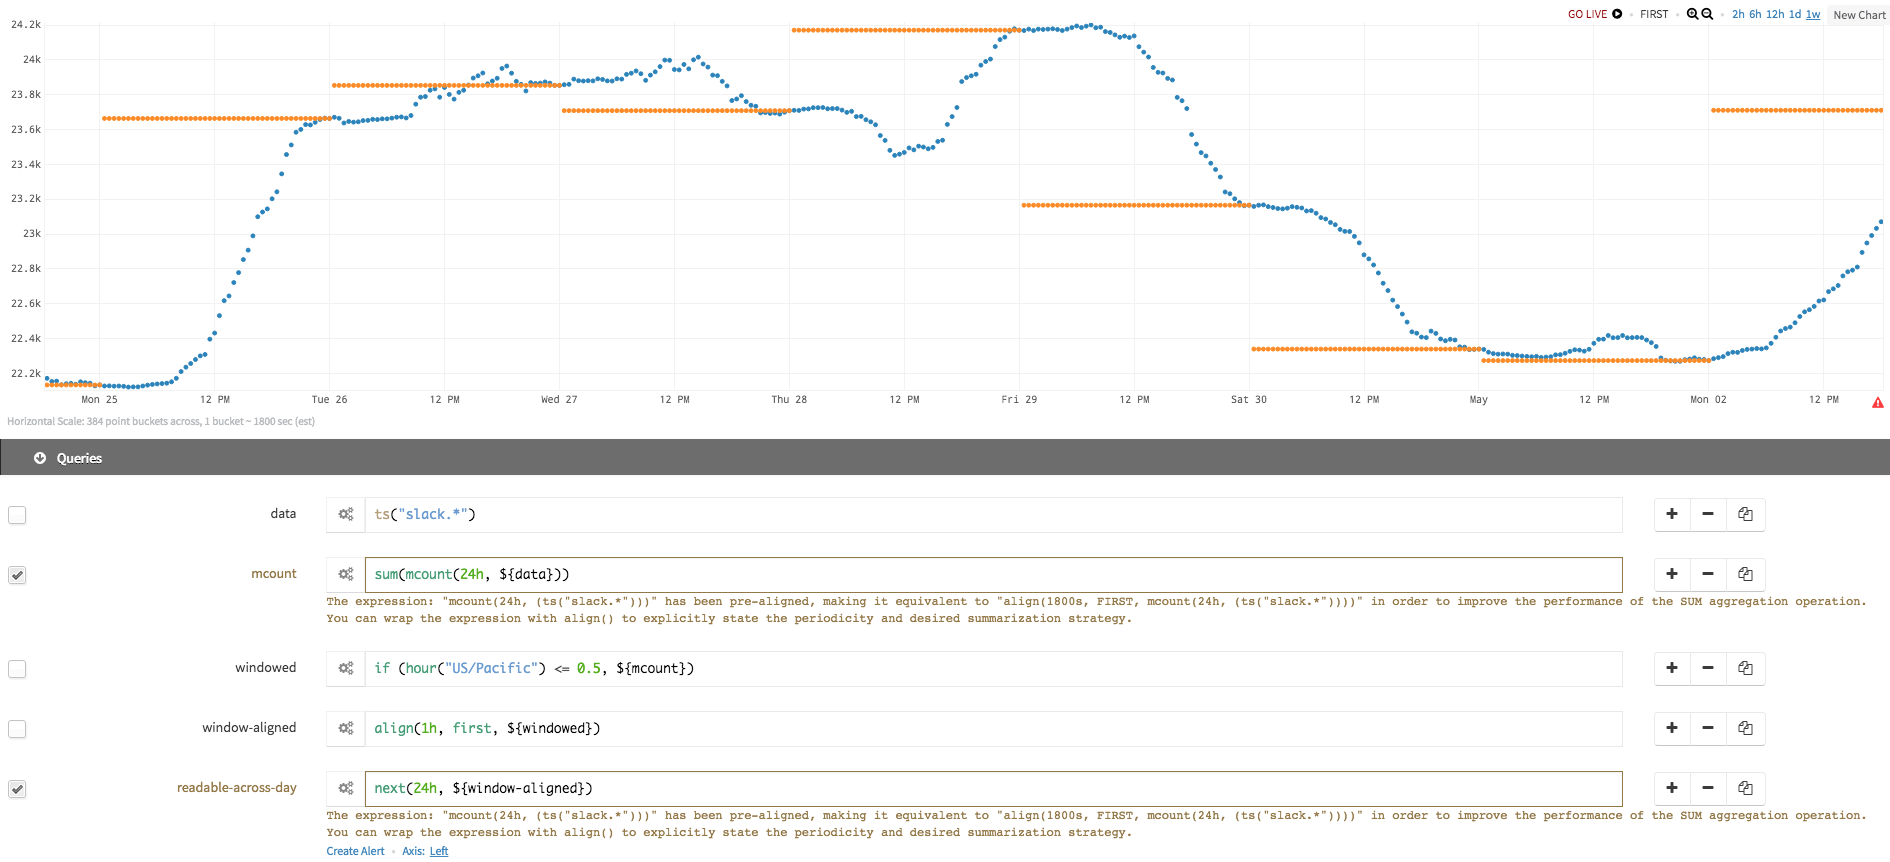 GO LIVE FIRST 2h 6h 12h 1d 1w New Chart
24.2k
24k
23.8k
23.6k
23.4k
23.2k
23k
22.8k
22.6k
22.4k
22.2k
Mon 25 12 PM Tue 26 12 PM Wed 27 12 PM Thu 28 12 PM Fri 29 12 PM Sat 30 12 PM May 12 PM Mon 02 12 PM
Horizontal Scale: 384 point buckets across, 1 bucket ~ 1800 sec (est)
Queries
data ts("slack.*")
mcount sum(mcount(24h, ${data}))
The expression: "mcount(24h, (ts("slack.*")))" has been pre-aligned, making it equivalent to "align(1800s, FIRST, mcount(24h, (ts("slack.*"))))" in order to improve the performance of the SUM aggregation operation.
You can wrap the expression with align() to explicitly state the periodicity and desired summarization strategy.
windowed if (hour("US/Pacific") <= 0.5, ${mcount})
window-aligned align(1h, first, ${windowed})
readable-across-day next(24h, ${window-aligned})
The expression: "mcount(24h, (ts("slack.*")))" has been pre-aligned, making it equivalent to "align(1800s, FIRST, mcount(24h, (ts("slack.*"))))" in order to improve the performance of the SUM aggregation operation.
You can wrap the expression with align() to explicitly state the periodicity and desired summarization strategy.
Create Alert Axis: Left